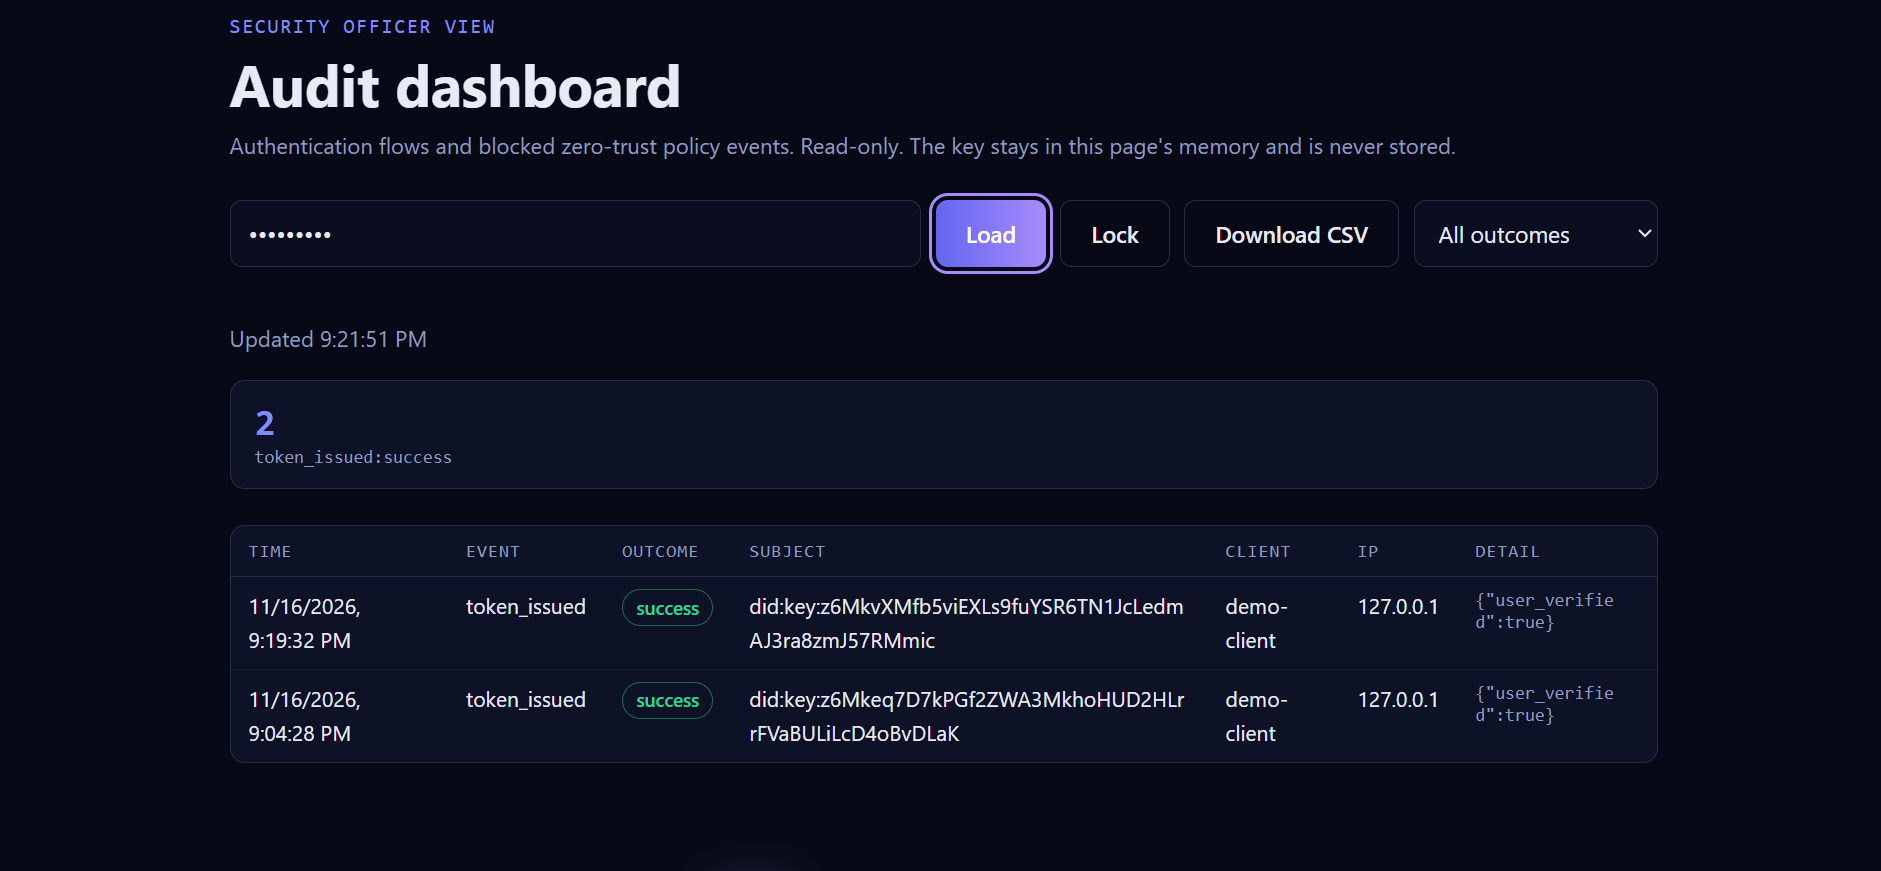 SECURITY OFFICER VIEW
Audit dashboard
Authentication flows and blocked zero-trust policy events. Read-only. The key stays in this page's memory and is never stored.
••••••••• Load Lock Download CSV All outcomes
Updated 9:21:51 PM
2
token_issued:success
TIME EVENT OUTCOME SUBJECT CLIENT IP DETAIL
11/16/2026, token_issued success did:key:z6MkvXMfb5viEXLs9fuYSR6TN1JcLedm demo- 127.0.0.1 {"user_verifie
9:19:32 PM AJ3ra8zmJ57RMmic client d":true}
11/16/2026, token_issued success did:key:z6Mkeq7D7kPGf2ZWA3MkhoHUD2HLr demo- 127.0.0.1 {"user_verifie
9:04:28 PM rFVaBULiLcD4oBvDLaK client d":true}